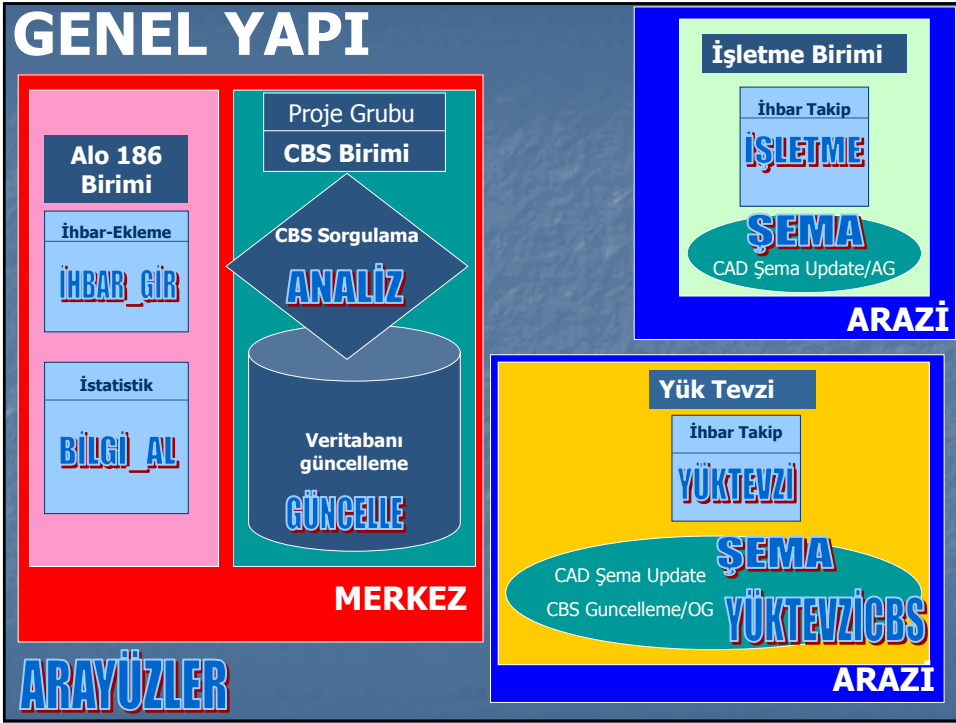 GENEL YAPI
Alo 186
Birimi
İhbar-Ekleme
İHBAR_GİR
İstatistik
BİLGİ_AL
Proje Grubu
CBS Birimi
CBS Sorgulama
ANALİZ
Veritabanı
güncelleme
GÜNCELLE
MERKEZ
ARAYÜZLER
İşletme Birimi
İhbar Takip
İŞLETME
ŞEMA
CAD Şema Update/AG
ARAZİ
Yük Tevzi
İhbar Takip
YÜKTEVZİ
ŞEMA
CAD Şema Update
CBS Guncelleme/OG
YÜKTEVZİCBS
ARAZİ